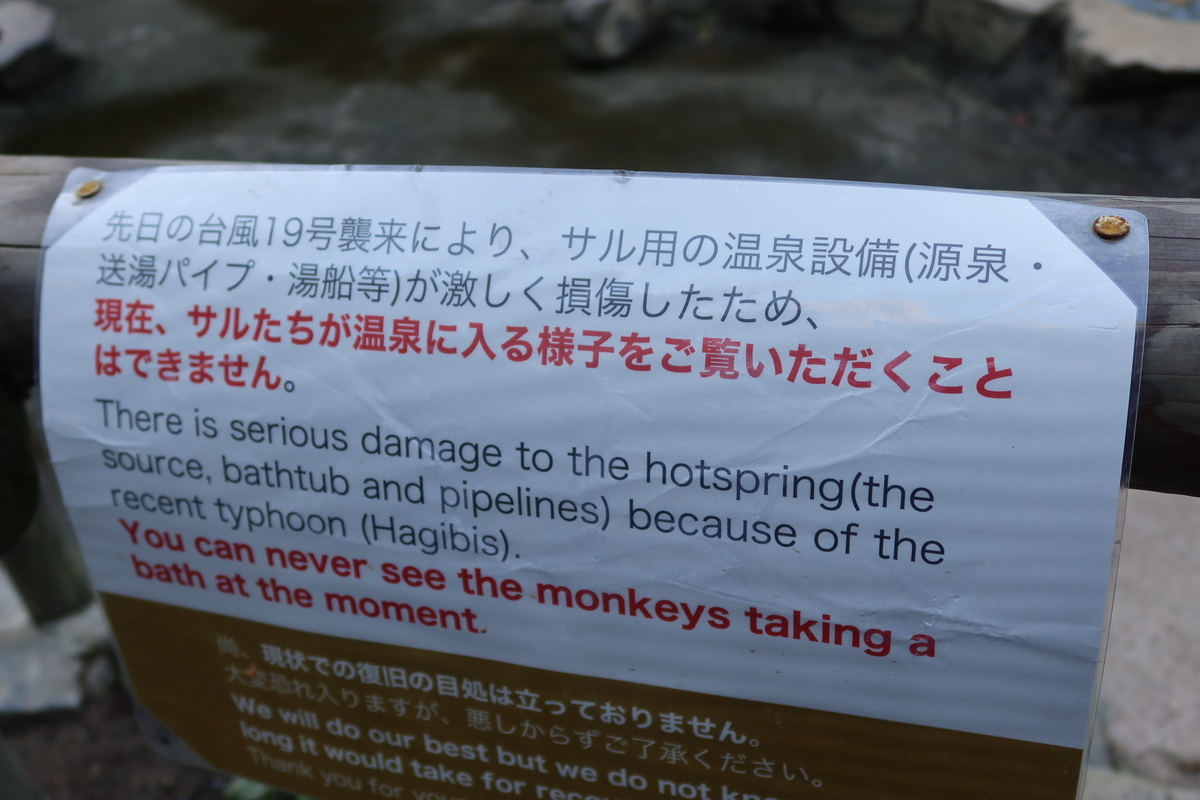 先日の台風19号襲来により、サル用の温泉設備(源泉・
送湯パイプ・湯船等)が激しく損傷したため、
現在、サルたちが温泉に入る様子をご覧いただくこと
はできません。
There is serious damage to the hotspring(the
source, bathtub and pipelines) because of the
recent typhoon (Hagibis).
You can never see the monkeys taking a
bath at the moment.
尚、現状での復旧の目処は立っておりません。
大変恐れ入りますが、悪しからずご了承ください。
We will do our best but we do not
long it would take for
Thank you for